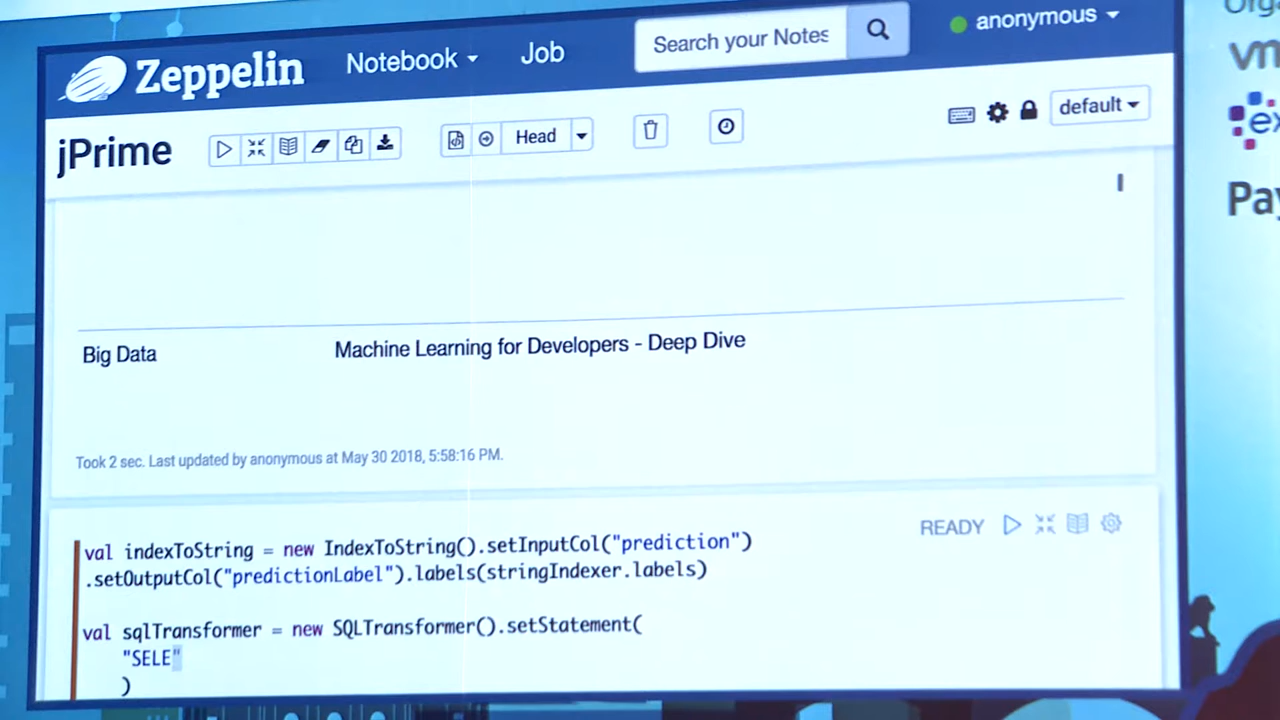 Zeppelin Notebook Job Search your Notes anonymous
jPrime Head default
Big Data Machine Learning for Developers - Deep Dive
Took 2 sec. Last updated by anonymous at May 30 2018, 5:58:16 PM.
READY
val indexToString = new IndexToString().setInputCol("prediction")
.setOutputCol("predictionLabel").labels(stringIndexer.labels)
val sqlTransformer = new SQLTransformer().setStatement(
"SELE"
)